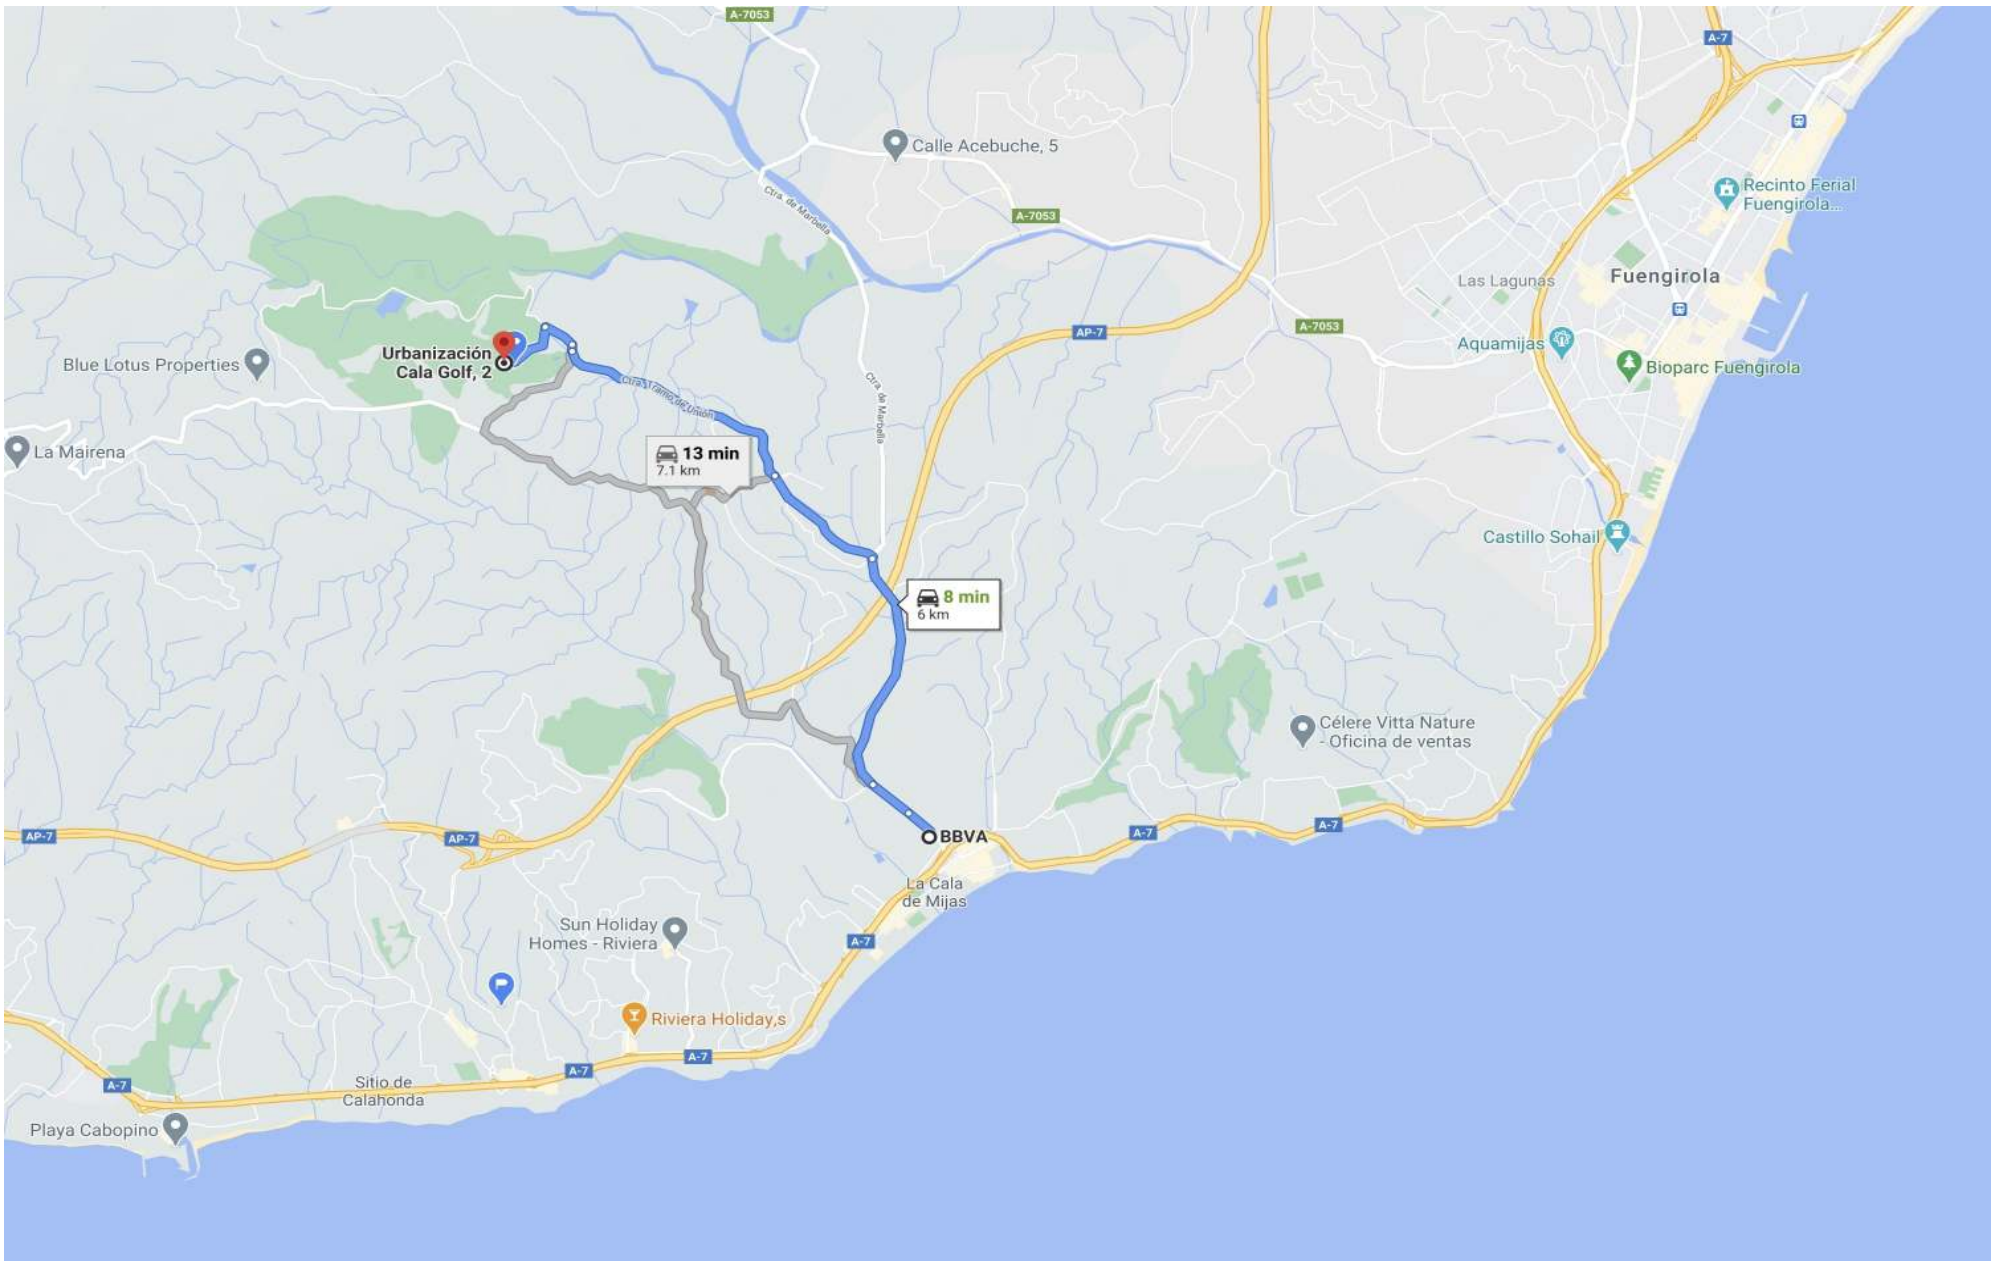 A-7053
A-7
Calle Acebuche, 5
Ctra. de Marbella
Recinto Ferial
Fuengirola...
A-7053
Las Lagunas
Fuengirola
A-7053
AP-7
Aquamijas
Bioparc Fuengirola
Urbanización
Cala Golf, 2
Blue Lotus Properties
Ctra. Tramo de Unión
Ctra. de Marbella
La Mairena
13 min
7.1 km
Castillo Sohail
8 min
6 km
Célere Vitta Nature
- Oficina de ventas
AP-7
AP-7
BBVA
A-7
A-7
La Cala
de Mijas
Sun Holiday
Homes - Riviera
A-7
Riviera Holiday,s
A-7
A-7
A-7
Sitio de
Calahonda
Playa Cabopino